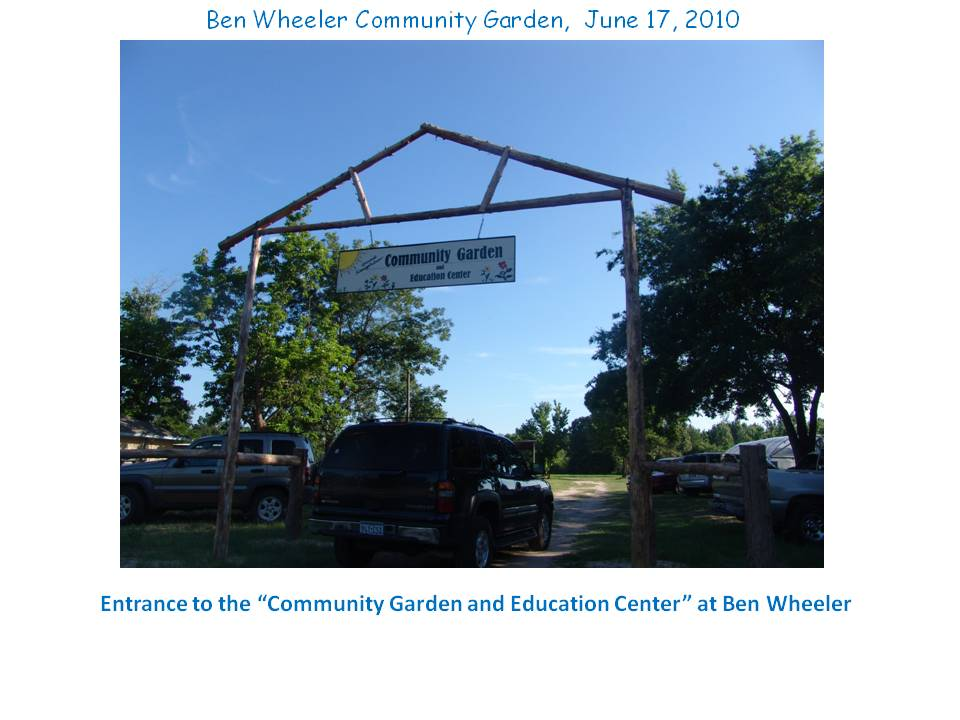 Ben Wheeler Community Garden,  June 17, 2010
Community Garden
and
Education Center
Entrance to the “Community Garden and Education Center” at Ben Wheeler